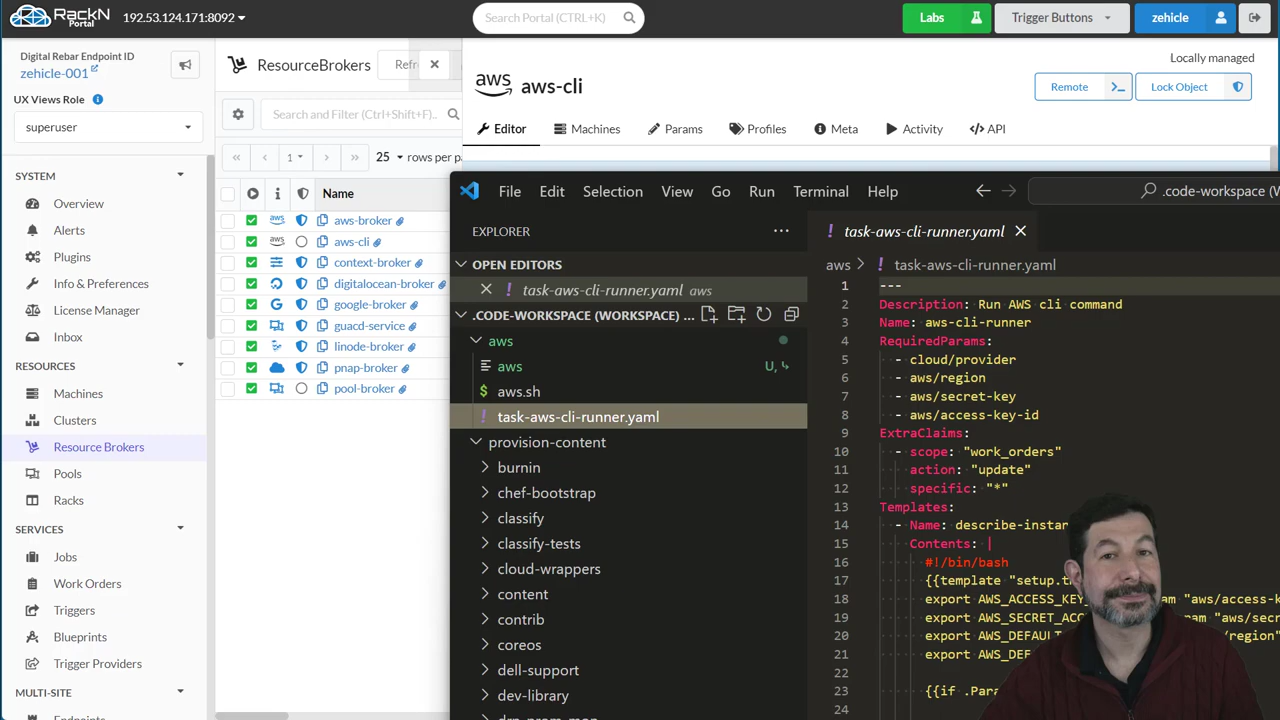 RackN Portal
192.53.124.171:8092
Search Portal (CTRL+K)
Labs
Trigger Buttons
zehicle
Digital Rebar Endpoint ID
zehicle-001
UX Views Role
superuser
SYSTEM
Overview
Alerts
Plugins
Info & Preferences
License Manager
Inbox
RESOURCES
Machines
Clusters
Resource Brokers
Pools
Racks
SERVICES
Jobs
Work Orders
Triggers
Blueprints
Trigger Providers
MULTI-SITE
ResourceBrokers
Refr
Search and Filter (Ctrl+Shift+F)..
1
25 rows per pa
Name
aws aws-broker
aws aws-cli
context-broker
digitalocean-broker
google-broker
guacd-service
linode-broker
pnap-broker
pool-broker
aws aws-cli
Locally managed
Remote
Lock Object
Editor
Machines
Params
Profiles
Meta
Activity
API
File
Edit
Selection
View
Go
Run
Terminal
Help
.code-workspace (W
EXPLORER
OPEN EDITORS
task-aws-cli-runner.yaml aws
.CODE-WORKSPACE (WORKSPACE) ...
aws
aws U,
$ aws.sh
! task-aws-cli-runner.yaml
provision-content
burnin
chef-bootstrap
classify
classify-tests
cloud-wrappers
content
contrib
coreos
dell-support
dev-library
! task-aws-cli-runner.yaml
aws > ! task-aws-cli-runner.yaml
1 ---
2 Description: Run AWS cli command
3 Name: aws-cli-runner
4 RequiredParams:
5 - cloud/provider
6 - aws/region
7 - aws/secret-key
8 - aws/access-key-id
9 ExtraClaims:
10 - scope: "work_orders"
11 action: "update"
12 specific: "*"
13 Templates:
14 - Name: describe-instan
15 Contents: |
16 #!/bin/bash
17 {{template "setup.t
18 export AWS_ACCESS_KEY_ am "aws/access-k
19 export AWS_SECRET_ACC "aws/secr
20 export AWS_DEFAULT /region"
21 export AWS_DEF
22
23 {{if .Para
24